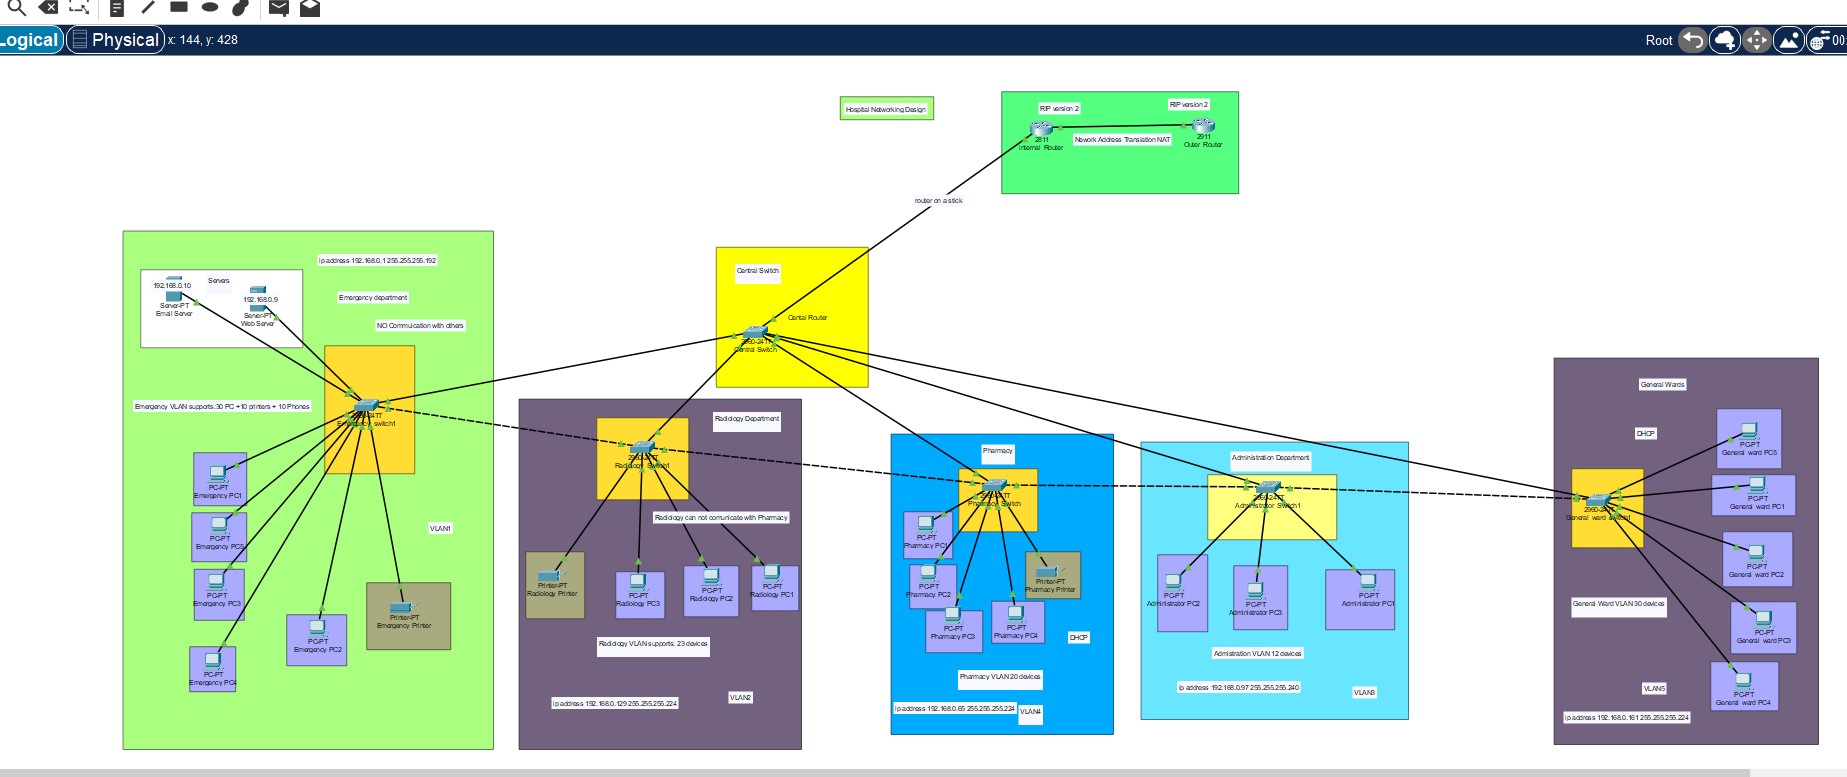 Logical
Physical
x: 144, y: 428
Root
00:
Hospital Networking Design
RIP version 2
RIP version 2
2811
Internal Router
Nework Address Translation NAT
2911
Outer Router
router on a stick
Central Switch
Cental Router
2960-24TT
Central Switch
ip address 192.168.0.1 255.255.255.192
Servers
192.168.0.10
Server-PT
Email Server
192.168.0.9
Server-PT
Web Server
Emergency department
NO Commuication with others
Emergency VLAN supports:30 PC +10 printers + 10 Phones
2960-24TT
Emergency switch1
PC-PT
Emergency PC1
PC-PT
Emergency PC5
PC-PT
Emergency PC3
PC-PT
Emergency PC4
PC-PT
Emergency PC2
Printer-PT
Emergency Printer
VLAN1
Radiology Department
2960-24TT
Radiology Switch1
Radiology can not comunicate with Pharmacy
Printer-PT
Radiology Printer
PC-PT
Radiology PC3
PC-PT
Radiology PC2
PC-PT
Radiology PC1
Radiology VLAN supports: 23 devices
ip address 192.168.0.129 255.255.255.224
VLAN2
Pharmacy
2960-24TT
Pharmacy Switch
PC-PT
Pharmacy PC1
PC-PT
Pharmacy PC2
PC-PT
Pharmacy PC3
PC-PT
Pharmacy PC4
Printer-PT
Pharmacy Printer
DHCP
Pharmacy VLAN 20 devices
ip address 192.168.0.65 255.255.255.224
VLAN4
Administration Department
2960-24TT
Administrator Switch1
PC-PT
Administrator PC2
PC-PT
Administrator PC3
PC-PT
Administrator PC1
Admistration VLAN 12 devices
ip address 192.168.0.97 255.255.255.240
VLAN3
General Wards
DHCP
2960-24TT
General ward switch1
PC-PT
General ward PC5
PC-PT
General ward PC1
PC-PT
General ward PC2
PC-PT
General ward PC3
PC-PT
General ward PC4
General Ward VLAN 30 devices
VLAN5
ip address 192.168.0.161 255.255.255.224